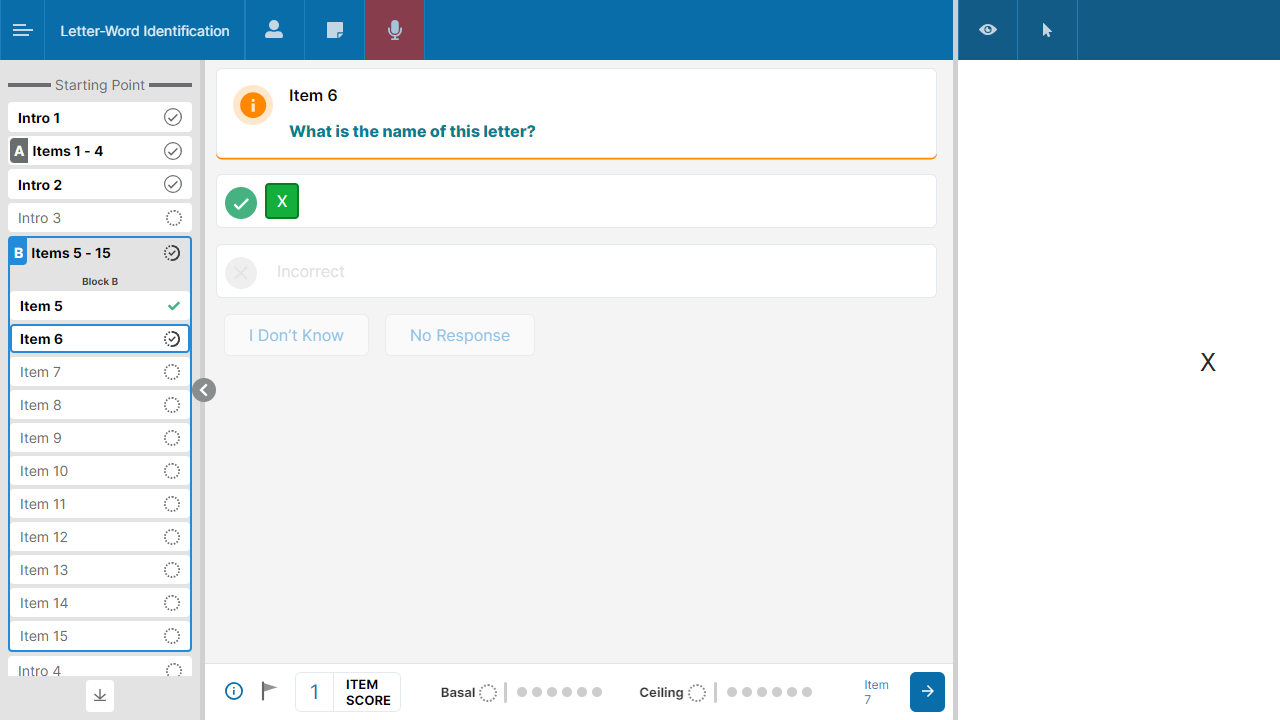 Letter-Word Identification
Starting Point
Intro 1
A Items 1 - 4
Intro 2
Intro 3
B Items 5 - 15
Block B
Item 5
Item 6
Item 7
Item 8
Item 9
Item 10
Item 11
Item 12
Item 13
Item 14
Item 15
Intro 4
Item 6
What is the name of this letter?
X
Incorrect
I Don't Know
No Response
1
ITEM
SCORE
Basal
Ceiling
Item
7
X